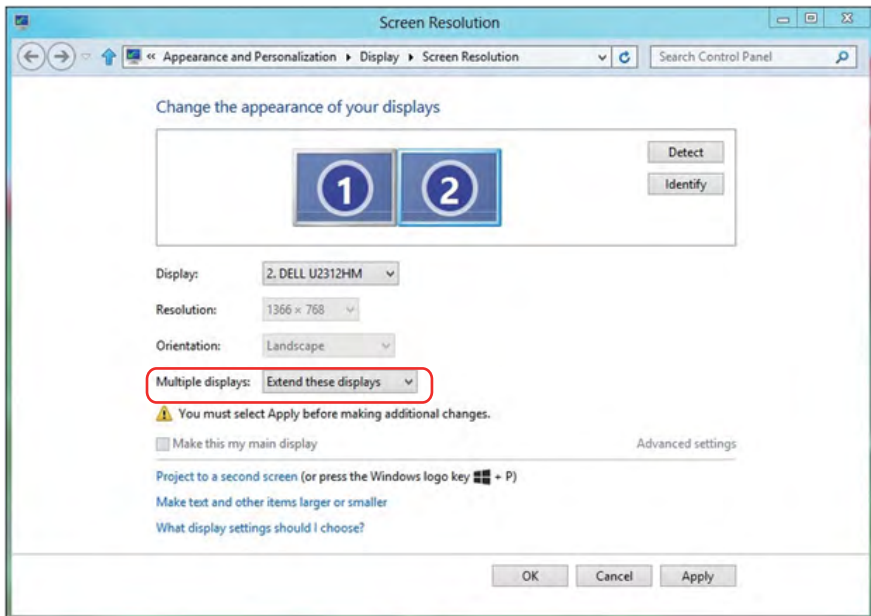 Screen Resolution
« Appearance and Personalization ▸ Display ▸ Screen Resolution
Search Control Panel
Change the appearance of your displays
1 2
Detect
Identify
Display: 2. DELL U2312HM
Resolution: 1366 × 768
Orientation: Landscape
Multiple displays: Extend these displays
You must select Apply before making additional changes.
Make this my main display Advanced settings
Project to a second screen (or press the Windows logo key + P)
Make text and other items larger or smaller
What display settings should I choose?
OK Cancel Apply